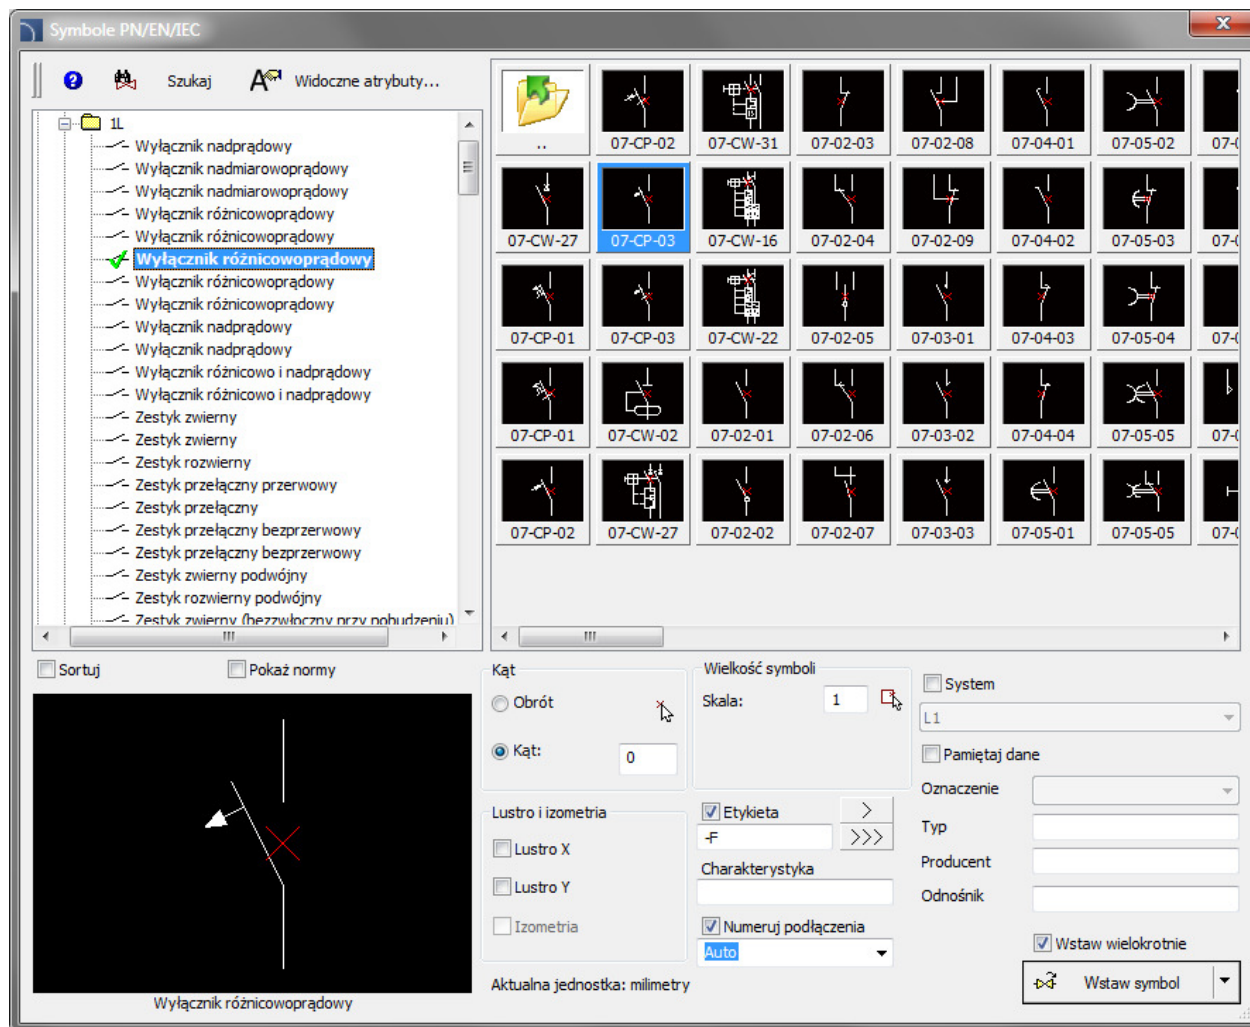 Symbole PN/EN/IEC
Szukaj
Widoczne atrybuty...
1L
Wyłącznik nadprądowy
Wyłącznik nadmiarowoprądowy
Wyłącznik nadmiarowoprądowy
Wyłącznik różnicowoprądowy
Wyłącznik różnicowoprądowy
Wyłącznik różnicowoprądowy
Wyłącznik różnicowoprądowy
Wyłącznik różnicowoprądowy
Wyłącznik nadprądowy
Wyłącznik nadprądowy
Wyłącznik różnicowo i nadprądowy
Wyłącznik różnicowo i nadprądowy
Zestyk zwierny
Zestyk zwierny
Zestyk rozwierny
Zestyk przełączny przerwowy
Zestyk przełączny
Zestyk przełączny bezprzerwowy
Zestyk przełączny bezprzerwowy
Zestyk zwierny podwójny
Zestyk rozwierny podwójny
Zestyk zwierny (bezzwłoczny przy pobudzeniu)
.. 07-CP-02 07-CW-31 07-02-03 07-02-08 07-04-01 07-05-02
07-CW-27 07-CP-03 07-CW-16 07-02-04 07-02-09 07-04-02 07-05-03
07-CP-01 07-CP-03 07-CW-22 07-02-05 07-03-01 07-04-03 07-05-04
07-CP-01 07-CW-02 07-02-01 07-02-06 07-03-02 07-04-04 07-05-05
07-CP-02 07-CW-27 07-02-02 07-02-07 07-03-03 07-05-01 07-05-05
Sortuj
Pokaż normy
Wyłącznik różnicowoprądowy
Kąt
Obrót
Kąt:
0
Lustro i izometria
Lustro X
Lustro Y
Izometria
Aktualna jednostka: milimetry
Wielkość symboli
Skala:
1
Etykieta
>
-F
>>>
Charakterystyka
Numeruj podłączenia
Auto
System
L1
Pamiętaj dane
Oznaczenie
Typ
Producent
Odnośnik
Wstaw wielokrotnie
Wstaw symbol